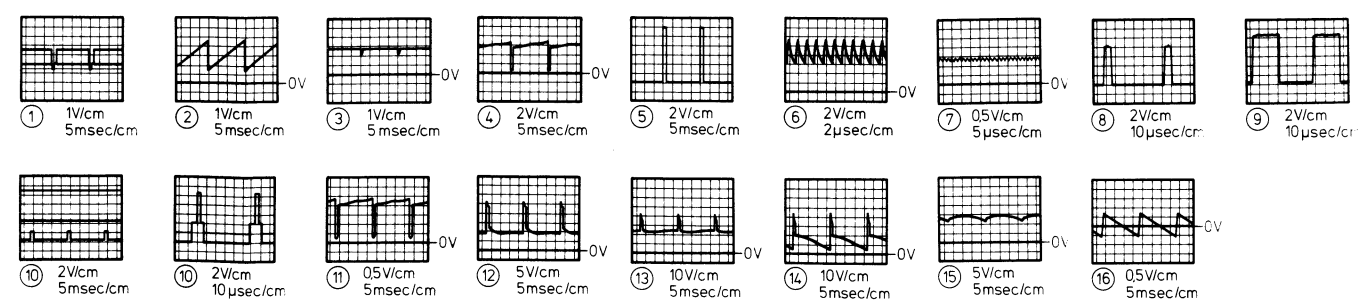 ① 1V/cm
5msec/cm
② 1V/cm
5msec/cm
0V
③ 1V/cm
5msec/cm
0V
④ 2V/cm
5msec/cm
0V
⑤ 2V/cm
5msec/cm
⑥ 2V/cm
2µsec/cm
0V
⑦ 0,5V/cm
5µsec/cm
0V
⑧ 2V/cm
10µsec/cm
⑨ 2V/cm
10µsec/cm
⑩ 2V/cm
5msec/cm
⑩ 2V/cm
10µsec/cm
⑪ 0,5V/cm
5msec/cm
0V
⑫ 5V/cm
5msec/cm
0V
⑬ 10V/cm
5msec/cm
0V
⑭ 10V/cm
5msec/cm
0V
⑮ 5V/cm
5msec/cm
0V
⑯ 0,5V/cm
5msec/cm
0V